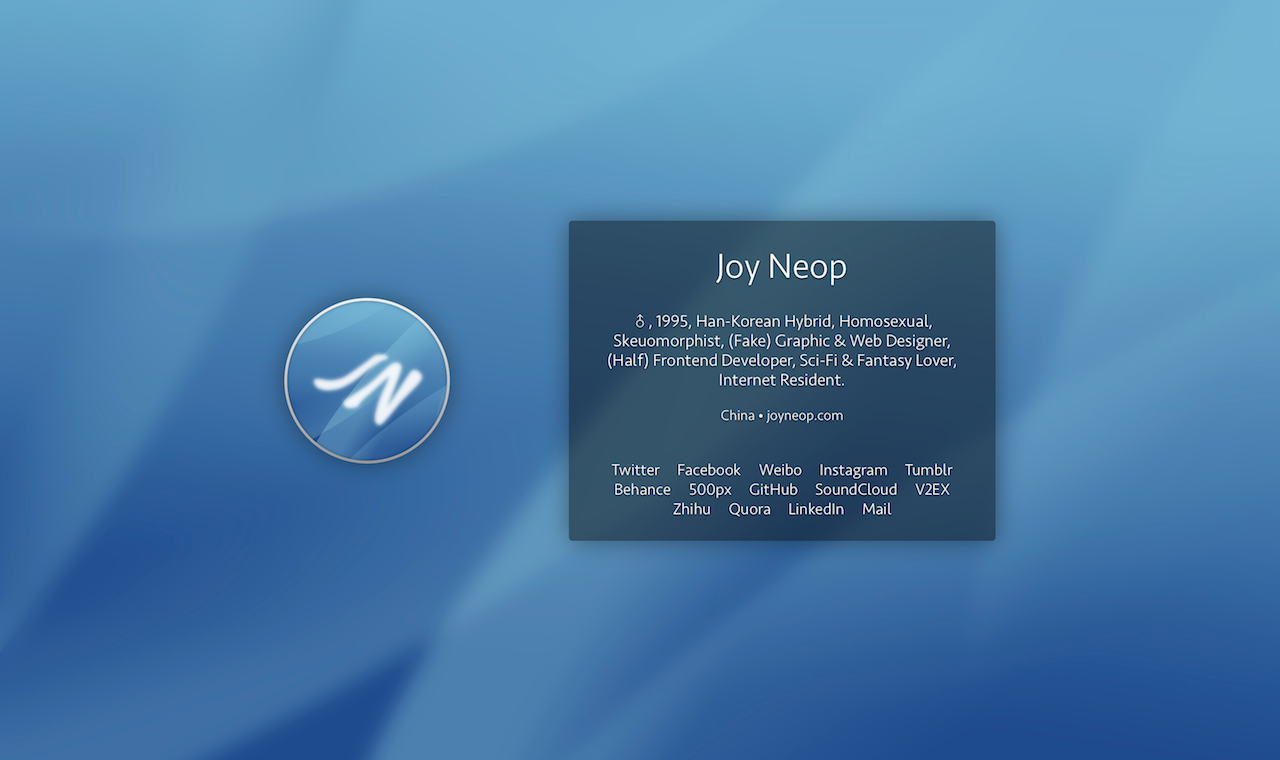 JN
Joy Neop
♂, 1995, Han-Korean Hybrid, Homosexual,
Skeuomorphist, (Fake) Graphic & Web Designer,
(Half) Frontend Developer, Sci-Fi & Fantasy Lover,
Internet Resident.
China • joyneop.com
Twitter Facebook Weibo Instagram Tumblr
Behance 500px GitHub SoundCloud V2EX
Zhihu Quora LinkedIn Mail